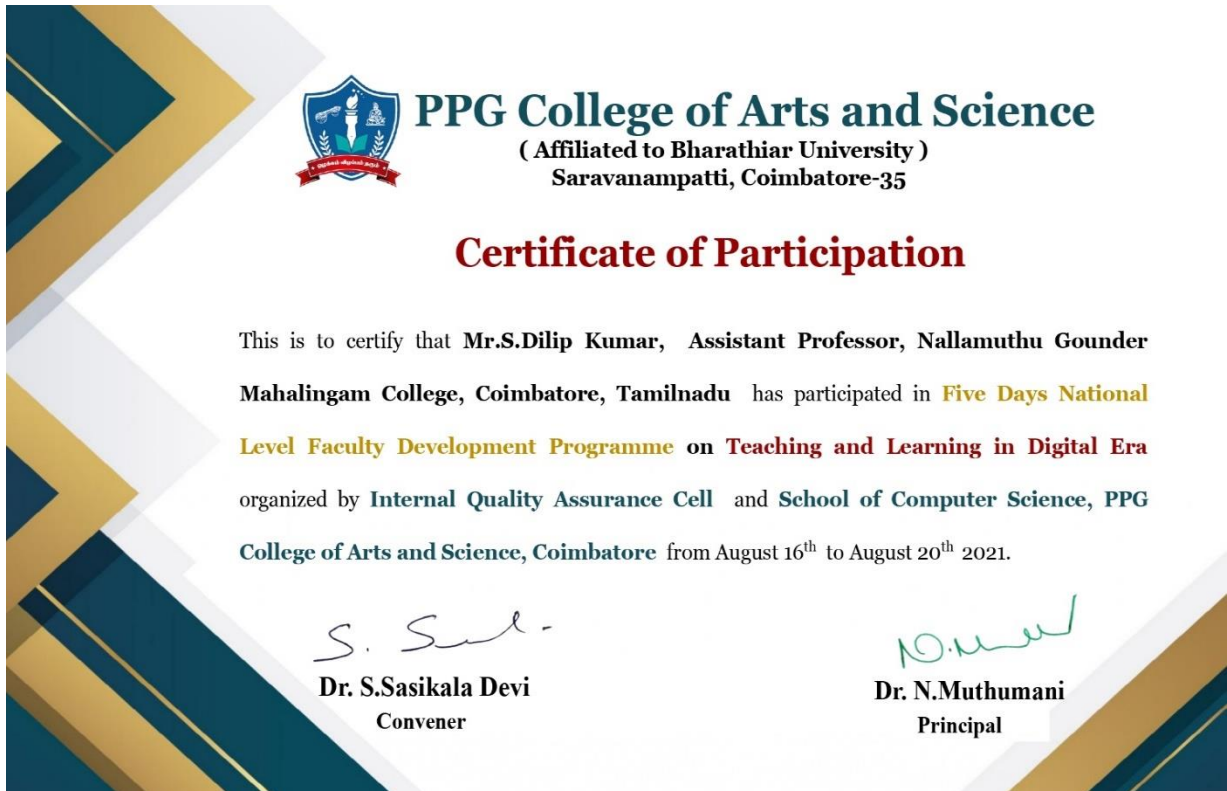 PPG College of Arts and Science
( Affiliated to Bharathiar University )
Saravanampatti, Coimbatore-35
Certificate of Participation
This is to certify that Mr.S.Dilip Kumar, Assistant Professor, Nallamuthu Gounder
Mahalingam College, Coimbatore, Tamilnadu has participated in Five Days National
Level Faculty Development Programme on Teaching and Learning in Digital Era
organized by Internal Quality Assurance Cell and School of Computer Science, PPG
College of Arts and Science, Coimbatore from August 16th to August 20th 2021.
Dr. S.Sasikala Devi
Convener
Dr. N.Muthumani
Principal